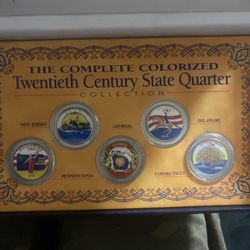 THE COMPLETE COLORIZED
Twentieth Century State Quarter
COLLECTION
NEW JERSEY
GEORGIA
DELAWARE
PENNSYLVANIA
CONNECTICUT